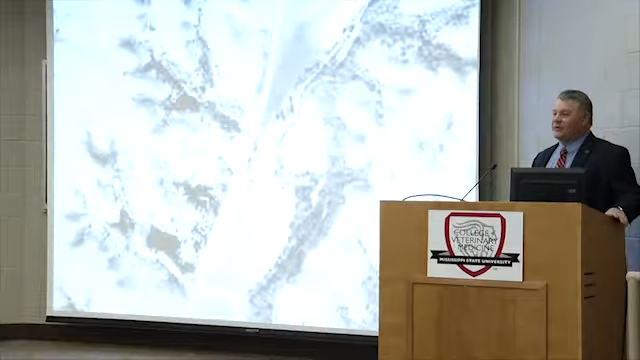 COLLEGE of
VETERINARY
MEDICINE
MISSISSIPPI STATE UNIVERSITY